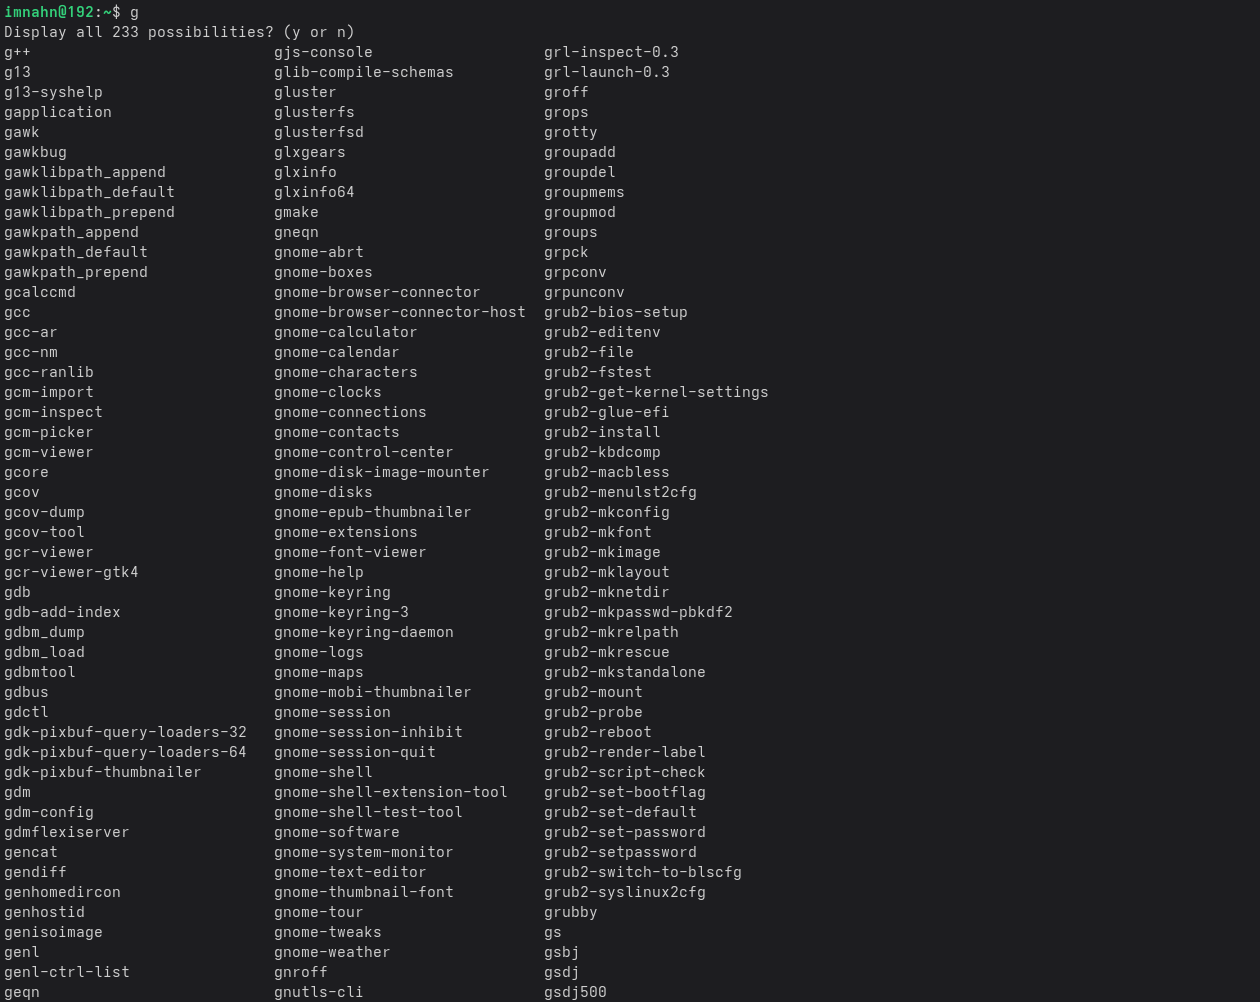 imnahn@192:~$ g
Display all 233 possibilities? (y or n)
g++ gjs-console grl-inspect-0.3
g13 glib-compile-schemas grl-launch-0.3
g13-syshelp gluster groff
gapplication glusterfs grops
gawk glusterfsd grotty
gawkbug glxgears groupadd
gawklibpath_append glxinfo groupdel
gawklibpath_default glxinfo64 groupmems
gawklibpath_prepend gmake groupmod
gawkpath_append gneqn groups
gawkpath_default gnome-abrt grpck
gawkpath_prepend gnome-boxes grpconv
gcalccmd gnome-browser-connector grpunconv
gcc gnome-browser-connector-host grub2-bios-setup
gcc-ar gnome-calculator grub2-editenv
gcc-nm gnome-calendar grub2-file
gcc-ranlib gnome-characters grub2-fstest
gcm-import gnome-clocks grub2-get-kernel-settings
gcm-inspect gnome-connections grub2-glue-efi
gcm-picker gnome-contacts grub2-install
gcm-viewer gnome-control-center grub2-kbdcomp
gcore gnome-disk-image-mounter grub2-macbless
gcov gnome-disks grub2-menulst2cfg
gcov-dump gnome-epub-thumbnailer grub2-mkconfig
gcov-tool gnome-extensions grub2-mkfont
gcr-viewer gnome-font-viewer grub2-mkimage
gcr-viewer-gtk4 gnome-help grub2-mklayout
gdb gnome-keyring grub2-mknetdir
gdb-add-index gnome-keyring-3 grub2-mkpasswd-pbkdf2
gdbm_dump gnome-keyring-daemon grub2-mkrelpath
gdbm_load gnome-logs grub2-mkrescue
gdbmtool gnome-maps grub2-mkstandalone
gdbus gnome-mobi-thumbnailer grub2-mount
gdctl gnome-session grub2-probe
gdk-pixbuf-query-loaders-32 gnome-session-inhibit grub2-reboot
gdk-pixbuf-query-loaders-64 gnome-session-quit grub2-render-label
gdk-pixbuf-thumbnailer gnome-shell grub2-script-check
gdm gnome-shell-extension-tool grub2-set-bootflag
gdm-config gnome-shell-test-tool grub2-set-default
gdmflexiserver gnome-software grub2-set-password
gencat gnome-system-monitor grub2-setpassword
gendiff gnome-text-editor grub2-switch-to-blscfg
genhomedircon gnome-thumbnail-font grub2-syslinux2cfg
genhostid gnome-tour grubby
genisoimage gnome-tweaks gs
genl gnome-weather gsbj
genl-ctrl-list gnroff gsdj
geqn gnutls-cli gsdj500